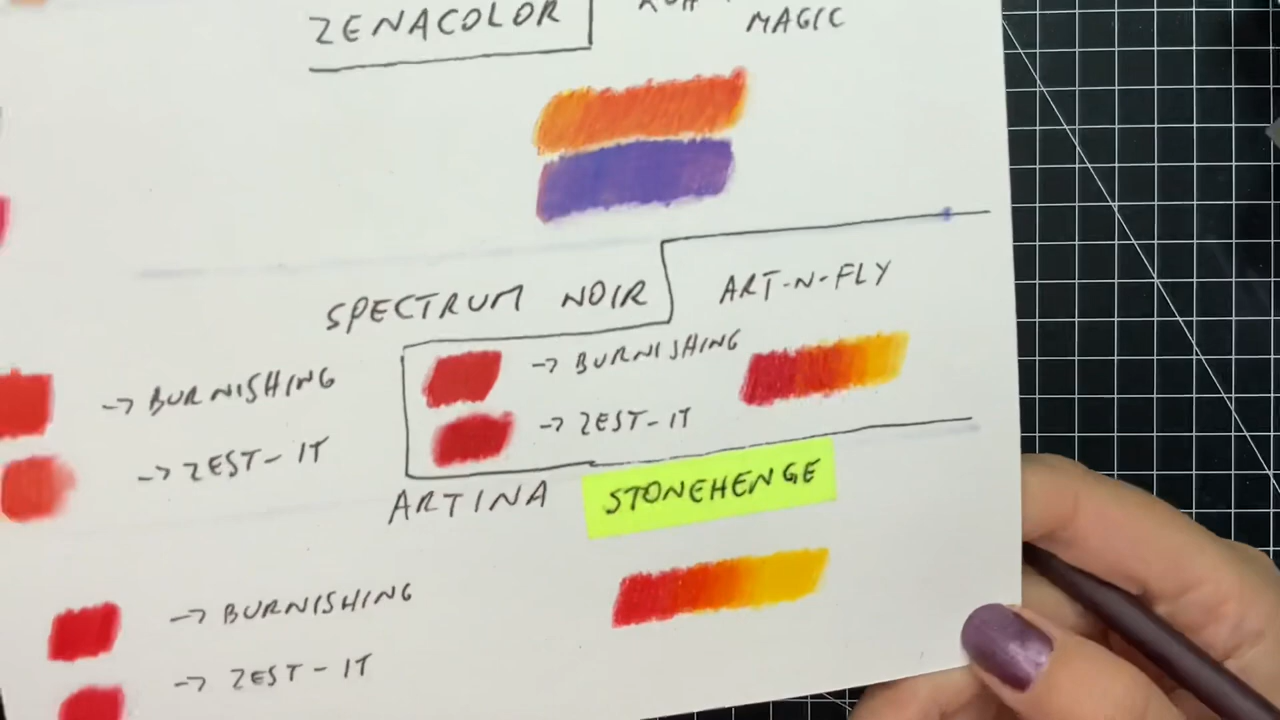 ZENACOLOR
MAGIC
SPECTRUM NOIR
ART-N-FLY
→ BURNISHING
→ ZEST-IT
→ BURNISHING
→ ZEST-IT
ARTINA
STONEHENGE
→ BURNISHING
→ ZEST-IT